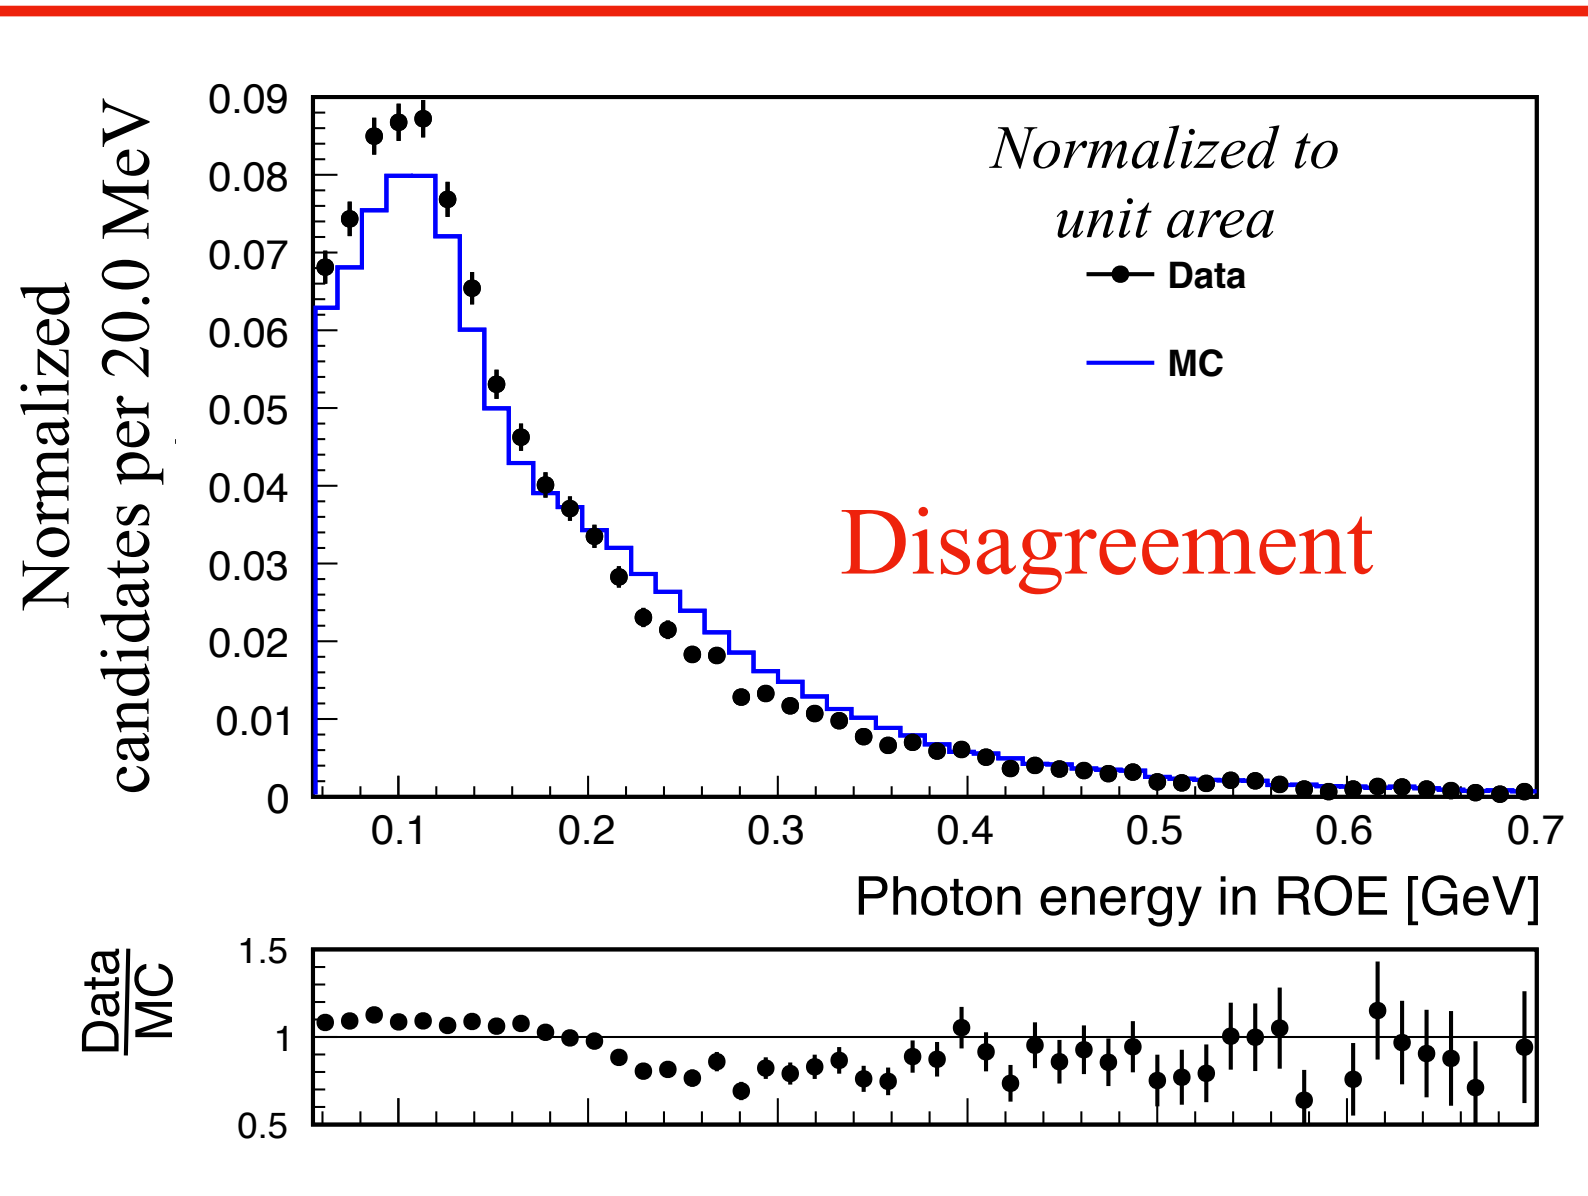 Normalized
candidates per 20.0 MeV
0.09
0.08
0.07
0.06
0.05
0.04
0.03
0.02
0.01
0
Normalized to
unit area
Data
MC
Disagreement
0.1 0.2 0.3 0.4 0.5 0.6 0.7
Photon energy in ROE [GeV]
Data
MC
1.5
1
0.5